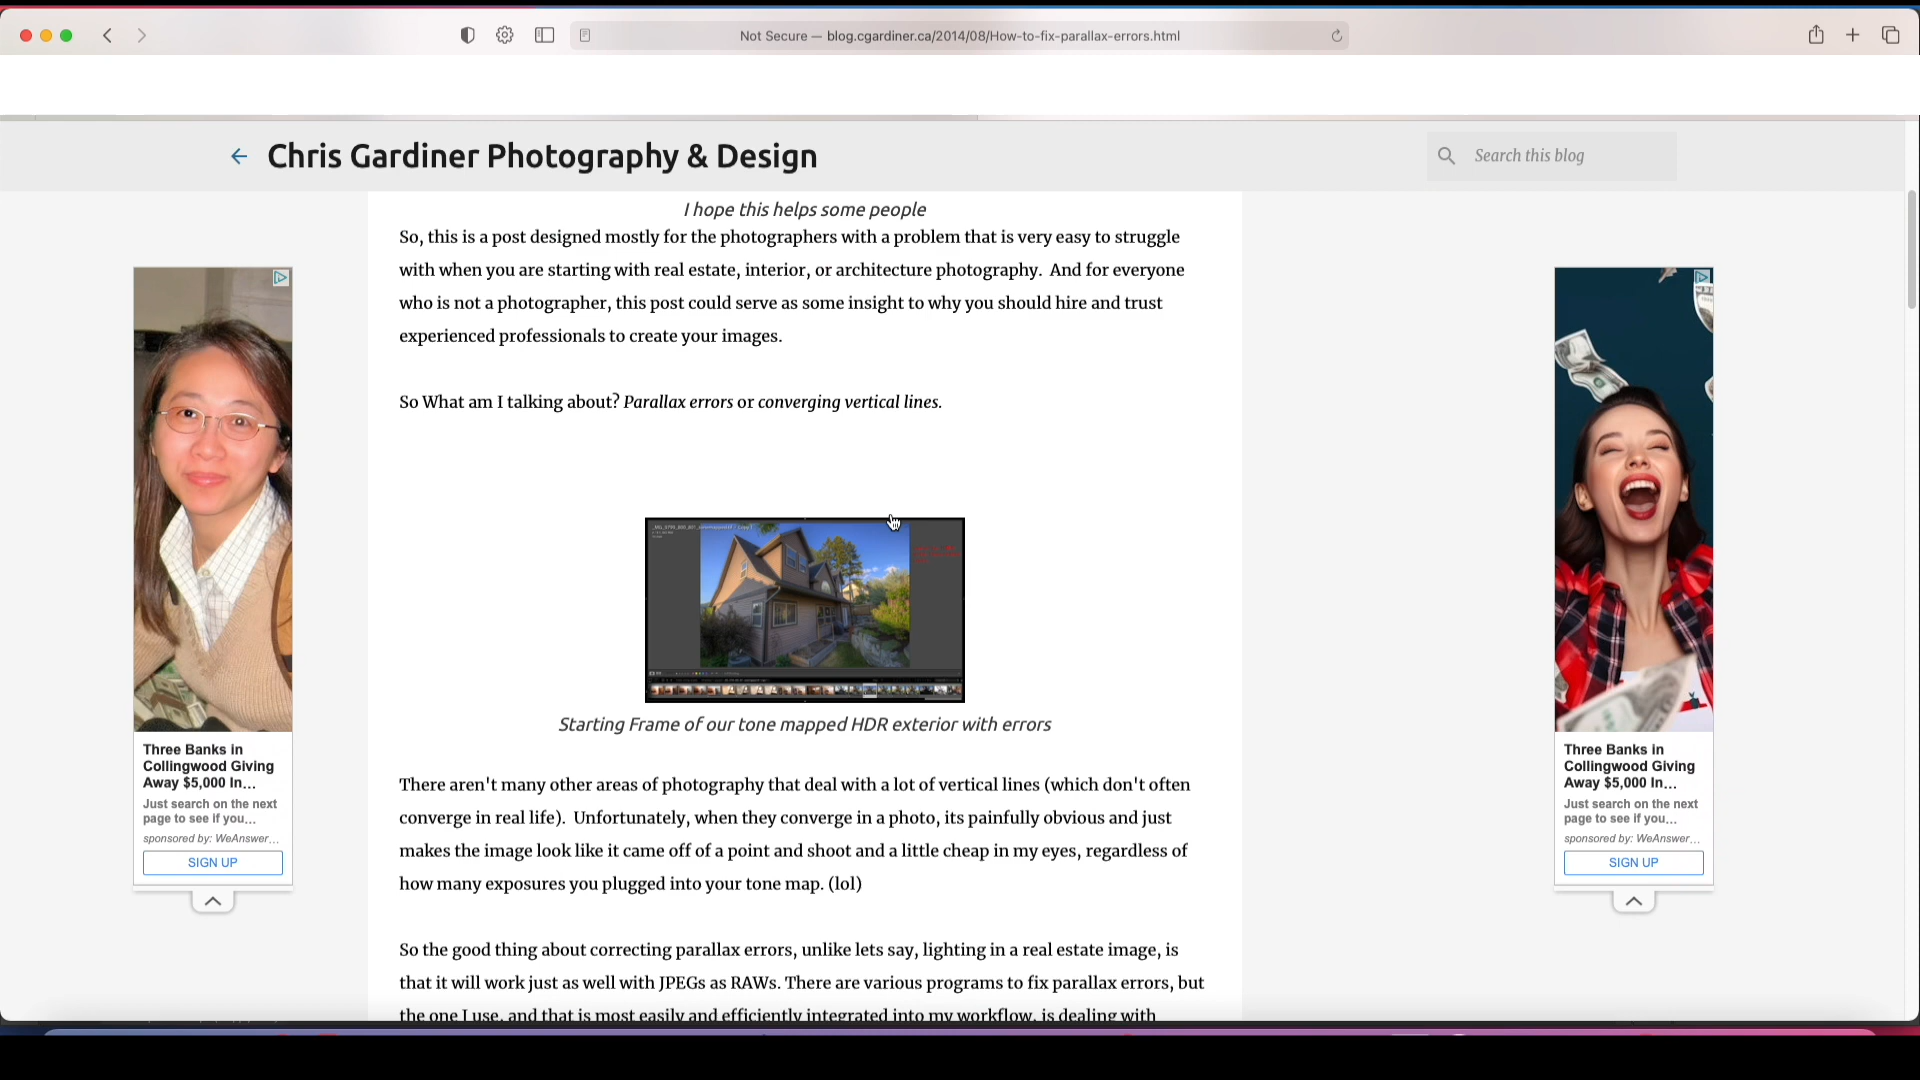 Not Secure — blog.cgardiner.ca/2014/08/How-to-fix-parallax-errors.html
Chris Gardiner Photography & Design
Search this blog
I hope this helps some people
So, this is a post designed mostly for the photographers with a problem that is very easy to struggle
with when you are starting with real estate, interior, or architecture photography. And for everyone
who is not a photographer, this post could serve as some insight to why you should hire and trust
experienced professionals to create your images.
So What am I talking about? Parallax errors or converging vertical lines.
Starting Frame of our tone mapped HDR exterior with errors
There aren't many other areas of photography that deal with a lot of vertical lines (which don't often
converge in real life). Unfortunately, when they converge in a photo, its painfully obvious and just
makes the image look like it came off of a point and shoot and a little cheap in my eyes, regardless of
how many exposures you plugged into your tone map. (lol)
So the good thing about correcting parallax errors, unlike lets say, lighting in a real estate image, is
that it will work just as well with JPEGs as RAWs. There are various programs to fix parallax errors, but
the one I use, and that is most easily and efficiently integrated into my workflow, is dealing with
Three Banks in
Collingwood Giving
Away $5,000 In...
Just search on the next
page to see if you...
sponsored by: WeAnswer...
SIGN UP
Three Banks in
Collingwood Giving
Away $5,000 In...
Just search on the next
page to see if you...
sponsored by: WeAnswer...
SIGN UP